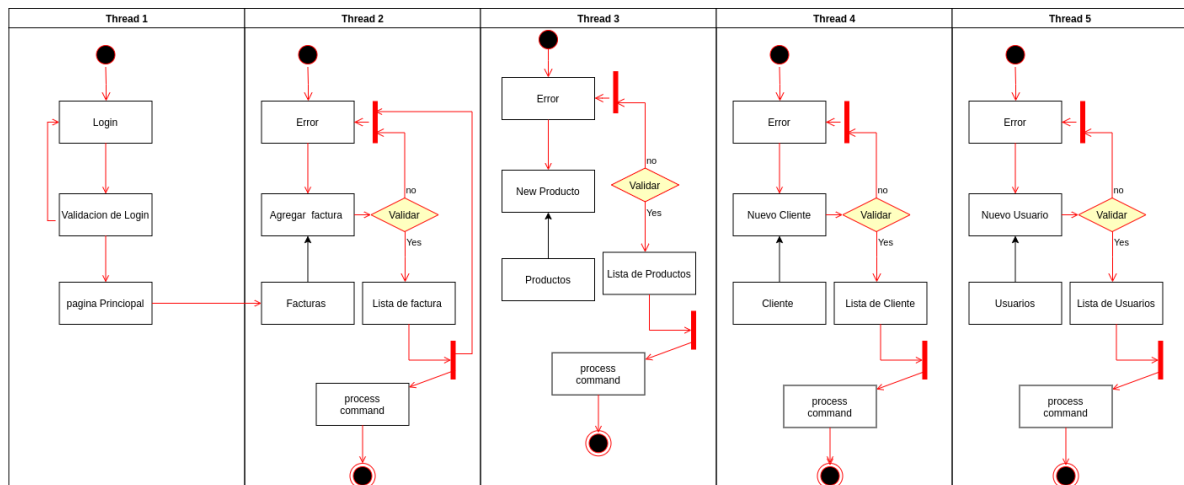 Thread 1
Login
Validacion de Login
pagina Princiopal
Thread 2
Error
Agregar factura
Validar
no
Yes
Facturas
Lista de factura
process
command
Thread 3
Error
New Producto
no
Validar
Yes
Productos
Lista de Productos
process
command
Thread 4
Error
no
Nuevo Cliente
Validar
Yes
Cliente
Lista de Cliente
process
command
Thread 5
Error
no
Nuevo Usuario
Validar
Yes
Usuarios
Lista de Usuarios
process
command